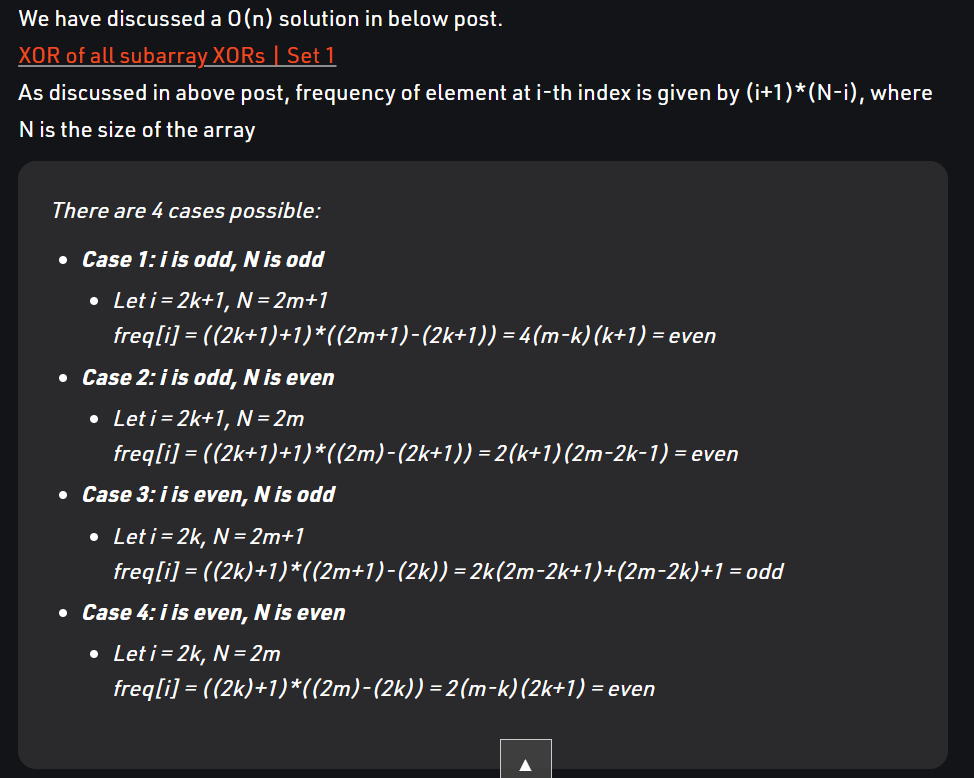 We have discussed a O(n) solution in below post.
XOR of all subarray XORs | Set 1
As discussed in above post, frequency of element at i-th index is given by (i+1)*(N-i), where
N is the size of the array
There are 4 cases possible:
• Case 1: i is odd, N is odd
• Let i = 2k+1, N = 2m+1
freq[i] = ((2k+1)+1)*((2m+1)-(2k+1)) = 4(m-k)(k+1) = even
• Case 2: i is odd, N is even
• Let i = 2k+1, N = 2m
freq[i] = ((2k+1)+1)*((2m)-(2k+1)) = 2(k+1)(2m-2k-1) = even
• Case 3: i is even, N is odd
• Let i = 2k, N = 2m+1
freq[i] = ((2k)+1)*((2m+1)-(2k)) = 2k(2m-2k+1)+(2m-2k)+1 = odd
• Case 4: i is even, N is even
• Let i = 2k, N = 2m
freq[i] = ((2k)+1)*((2m)-(2k)) = 2(m-k)(2k+1) = even